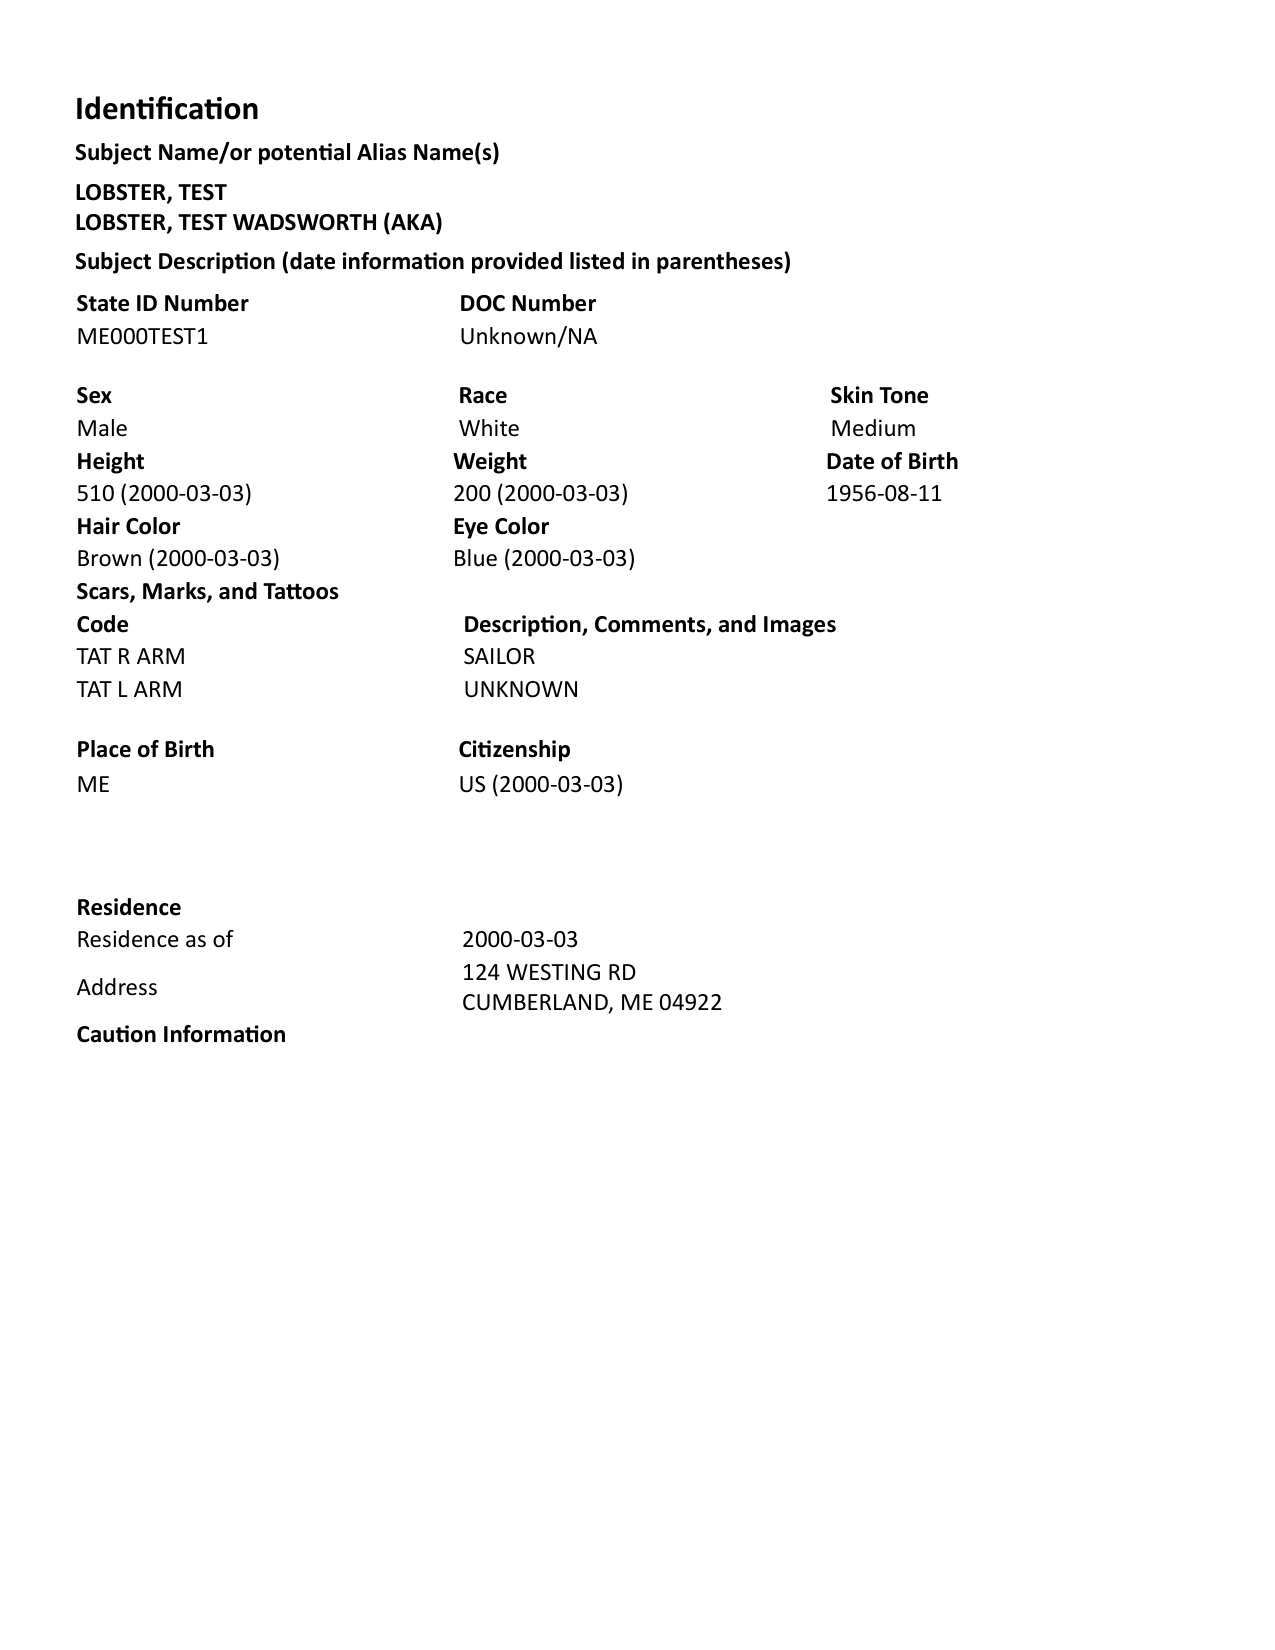 Identification
Subject Name/or potential Alias Name(s)
LOBSTER, TEST
LOBSTER, TEST WADSWORTH (AKA)
Subject Description (date information provided listed in parentheses)
State ID Number DOC Number
ME000TEST1 Unknown/NA
Sex Race Skin Tone
Male White Medium
Height Weight Date of Birth
510 (2000-03-03) 200 (2000-03-03) 1956-08-11
Hair Color Eye Color
Brown (2000-03-03) Blue (2000-03-03)
Scars, Marks, and Tattoos
Code Description, Comments, and Images
TAT R ARM SAILOR
TAT L ARM UNKNOWN
Place of Birth Citizenship
ME US (2000-03-03)
Residence
Residence as of 2000-03-03
Address 124 WESTING RD
CUMBERLAND, ME 04922
Caution Information